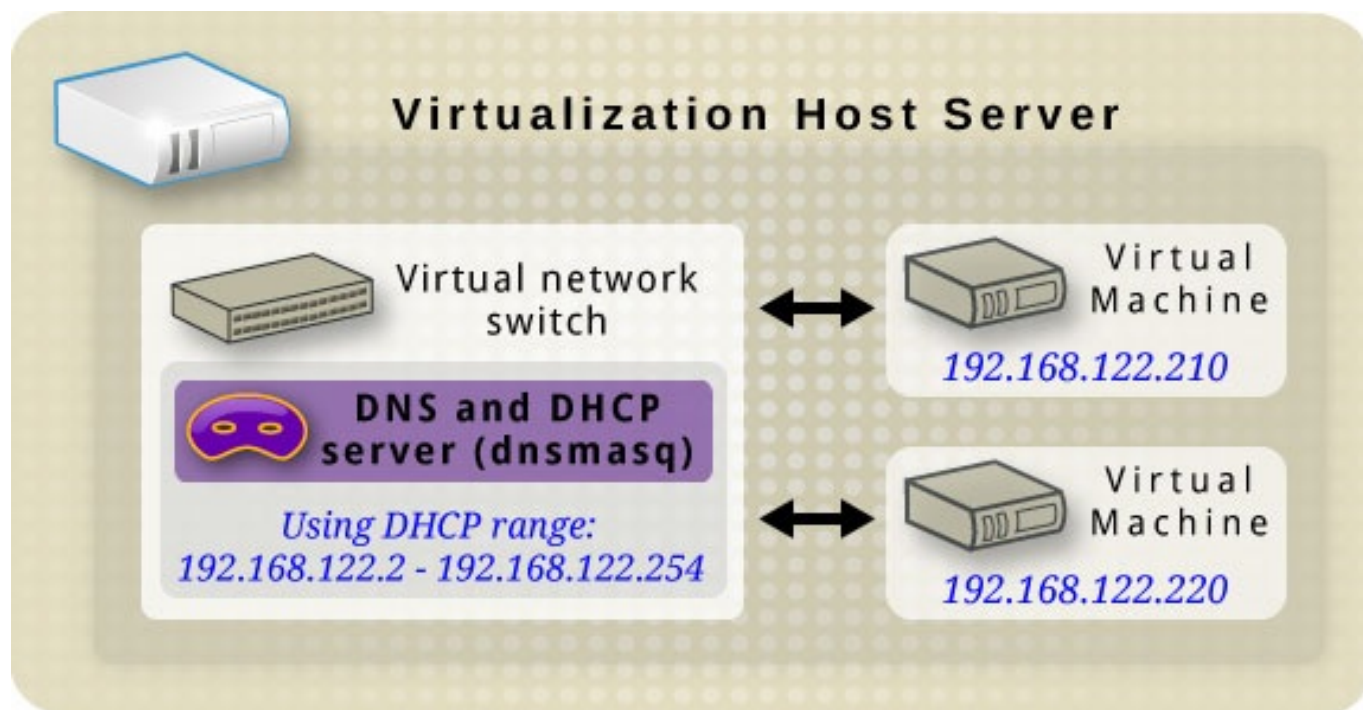 Virtualization Host Server
Virtual network
switch
DNS and DHCP
server (dnsmasq)
Using DHCP range:
192.168.122.2 - 192.168.122.254
Virtual
Machine
192.168.122.210
Virtual
Machine
192.168.122.220